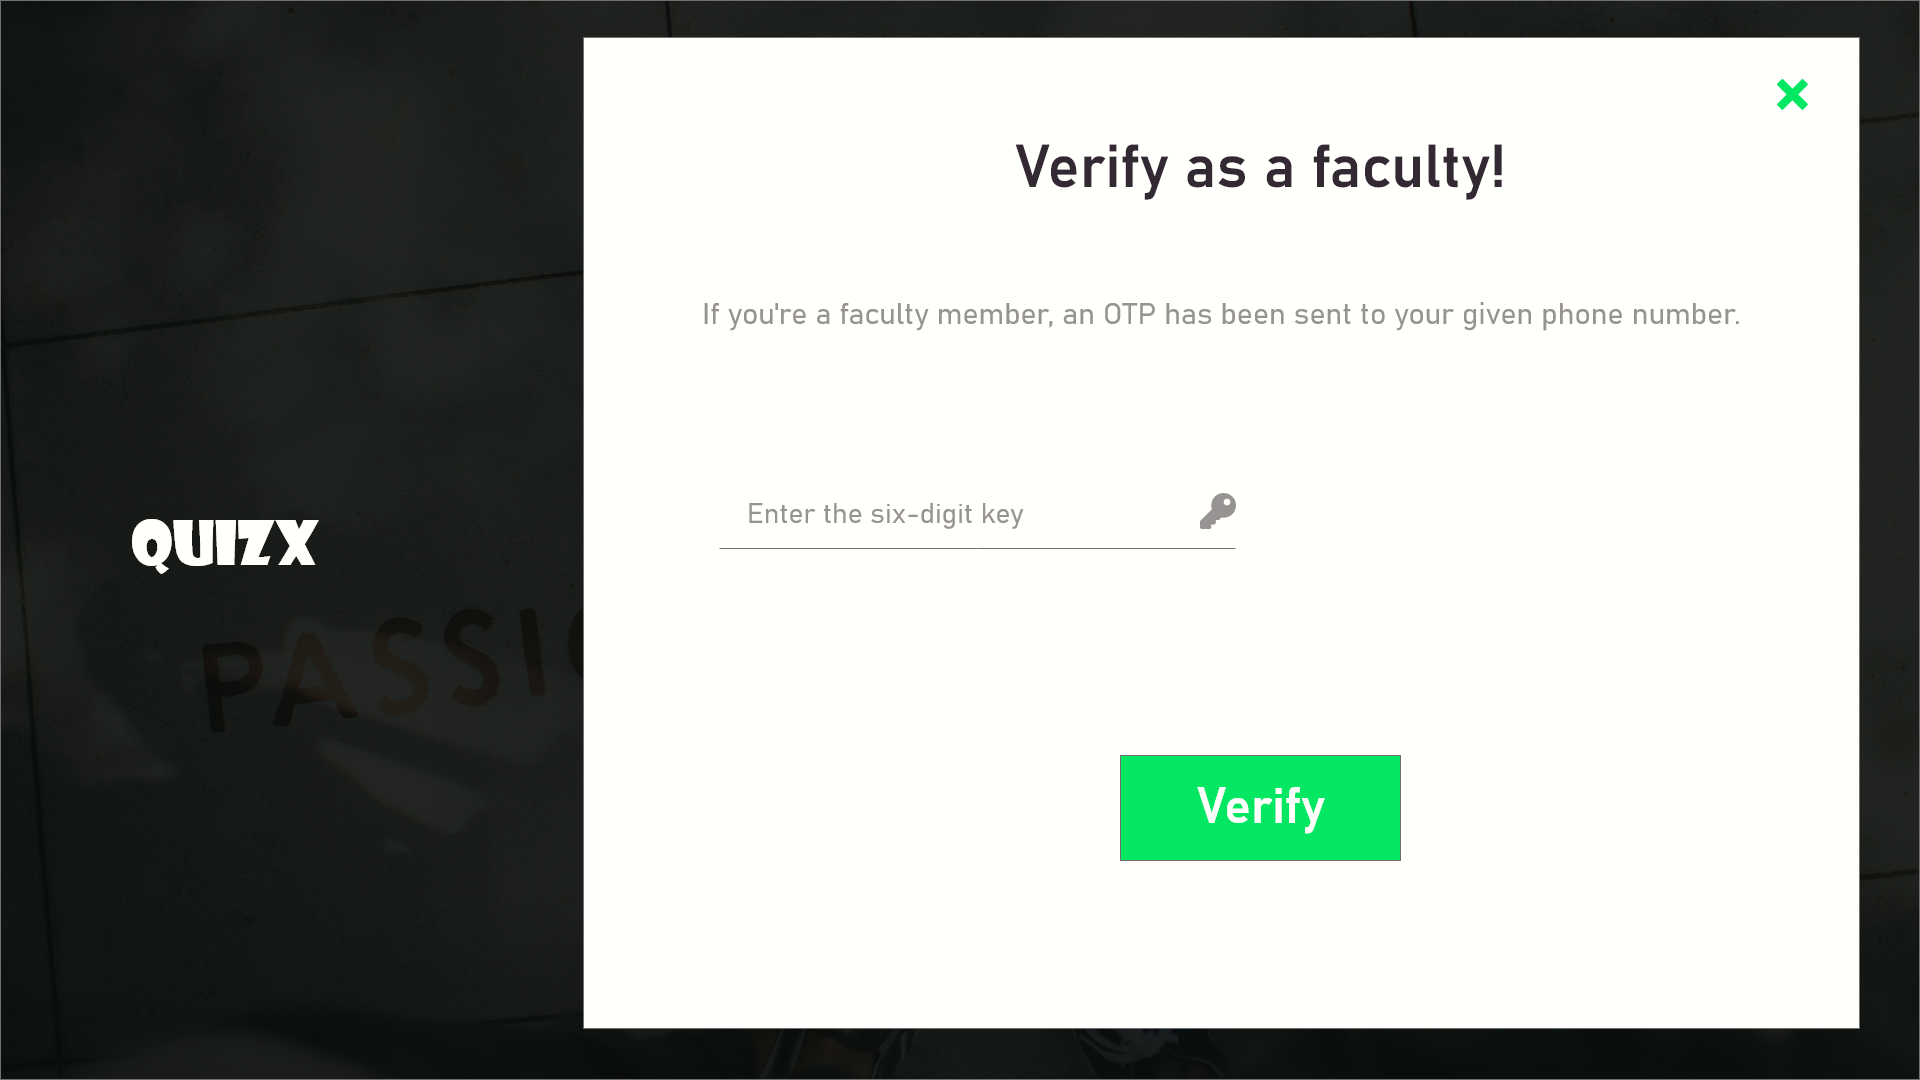 Verify as a faculty!
If you're a faculty member, an OTP has been sent to your given phone number.
Enter the six-digit key
QUIZX
PASSIO
Verify